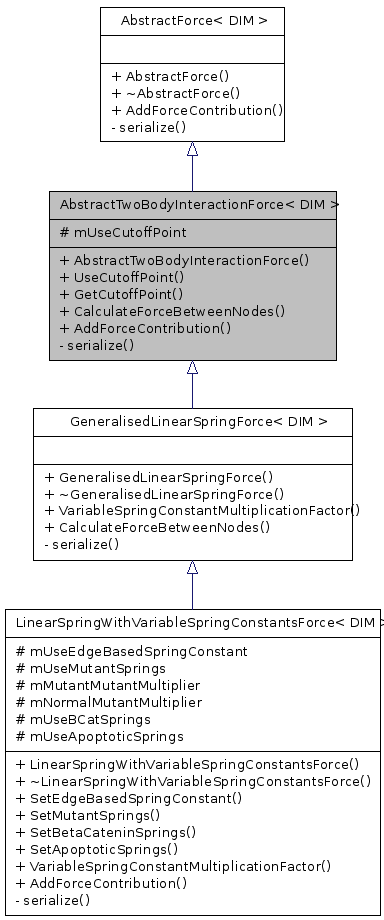 AbstractForce< DIM >
+ AbstractForce()
+ ~AbstractForce()
+ AddForceContribution()
- serialize()
AbstractTwoBodyInteractionForce< DIM >
# mUseCutoffPoint
+ AbstractTwoBodyInteractionForce()
+ UseCutoffPoint()
+ GetCutoffPoint()
+ CalculateForceBetweenNodes()
+ AddForceContribution()
- serialize()
GeneralisedLinearSpringForce< DIM >
+ GeneralisedLinearSpringForce()
+ ~GeneralisedLinearSpringForce()
+ VariableSpringConstantMultiplicationFactor()
+ CalculateForceBetweenNodes()
- serialize()
LinearSpringWithVariableSpringConstantsForce< DIM >
# mUseEdgeBasedSpringConstant
# mUseMutantSprings
# mMutantMutantMultiplier
# mNormalMutantMultiplier
# mUseBCatSprings
# mUseApoptoticSprings
+ LinearSpringWithVariableSpringConstantsForce()
+ ~LinearSpringWithVariableSpringConstantsForce()
+ SetEdgeBasedSpringConstant()
+ SetMutantSprings()
+ SetBetaCateninSprings()
+ SetApoptoticSprings()
+ VariableSpringConstantMultiplicationFactor()
+ AddForceContribution()
- serialize()